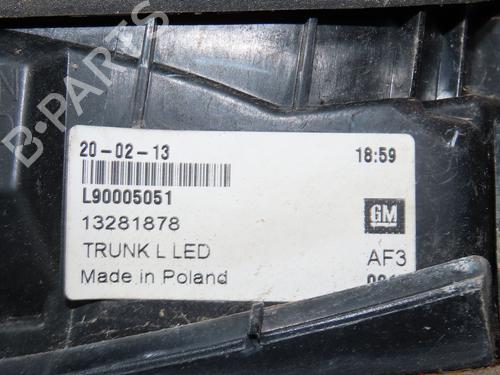 B-PARTS
20-02-13 18:59
L90005051
13281878 GM
TRUNK L LED AF3
Made in Poland